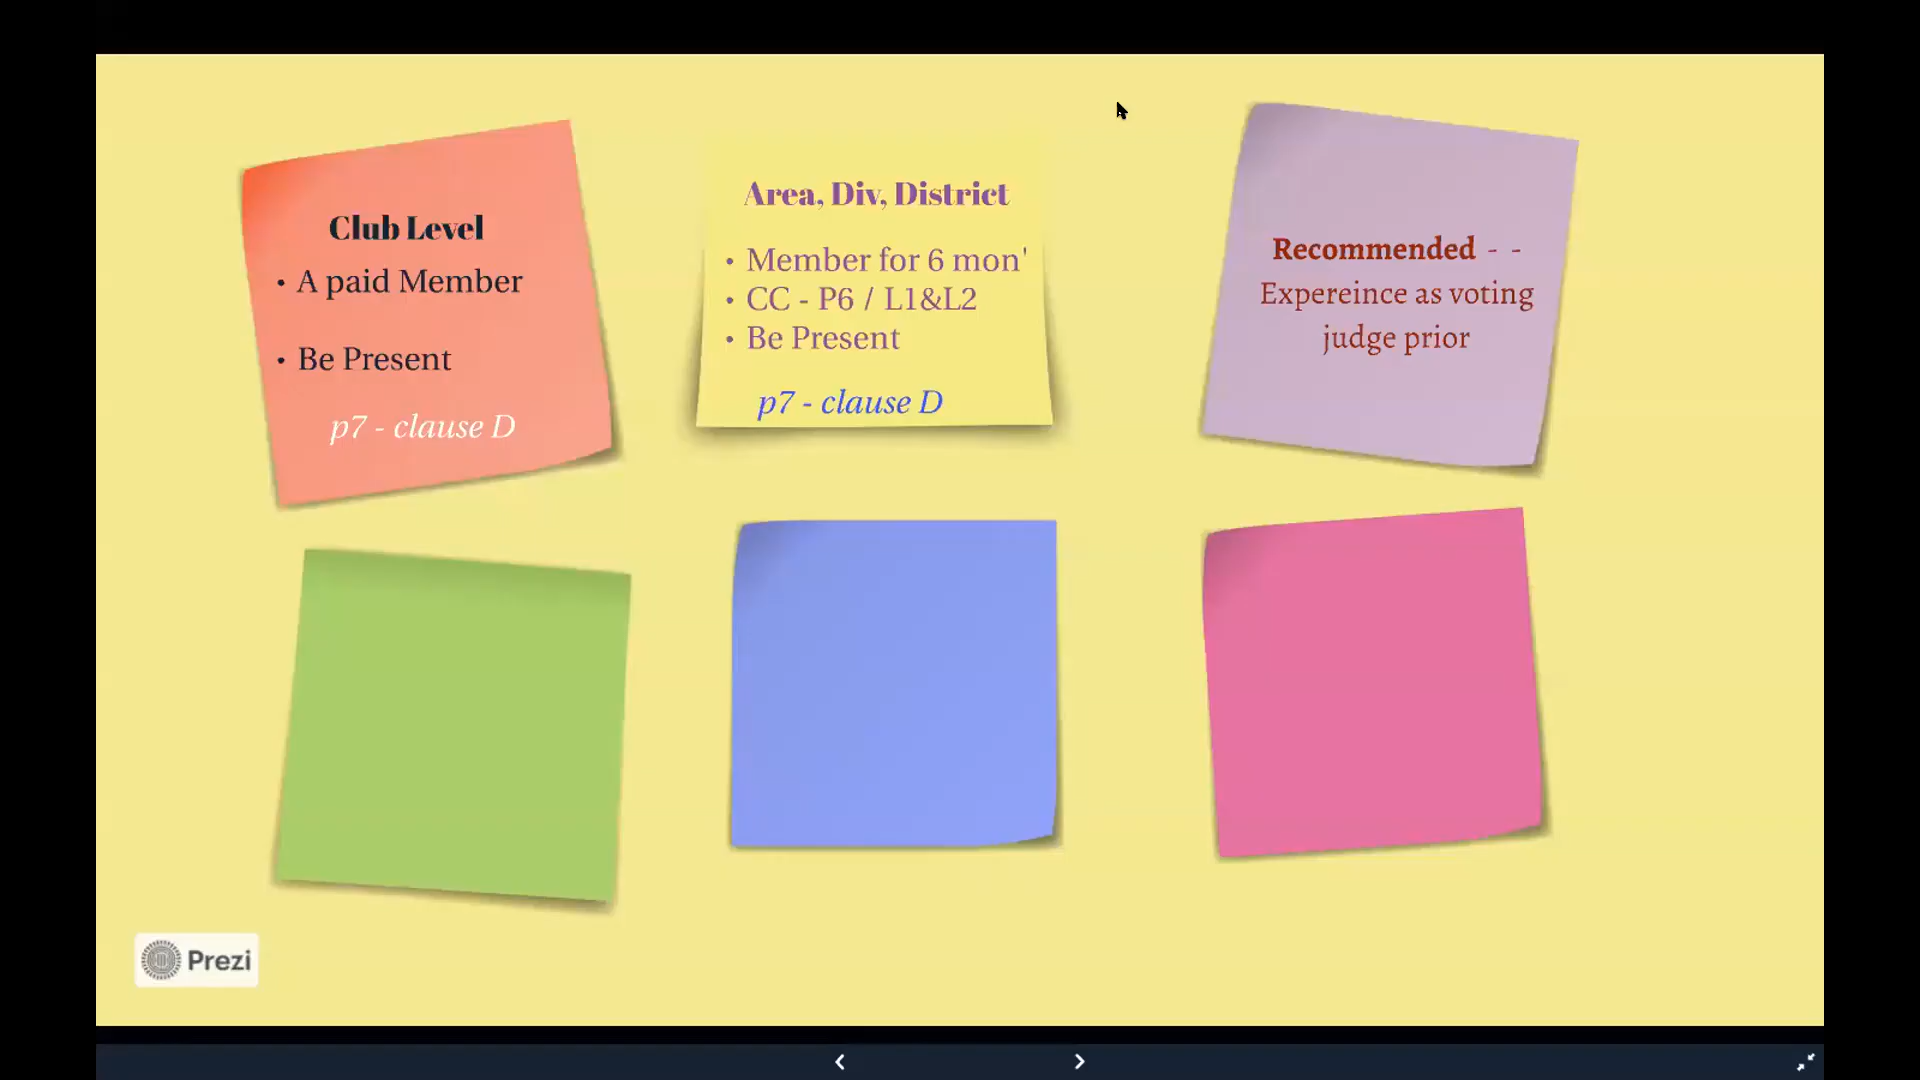 Club Level
• A paid Member
• Be Present
p7 - clause D
Area, Div, District
• Member for 6 mon'
• CC - P6 / L1&L2
• Be Present
p7 - clause D
Recommended - -
Expereince as voting
judge prior
Prezi